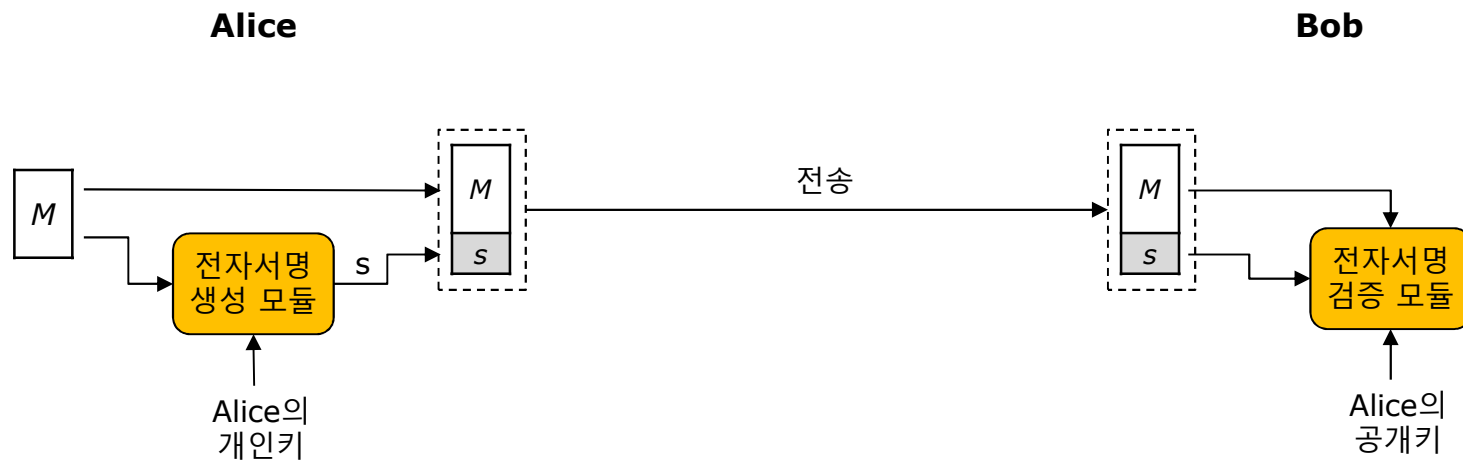 Alice
Bob
M
전자서명
생성 모듈
s
Alice의
개인키
M
s
전송
M
s
전자서명
검증 모듈
Alice의
공개키